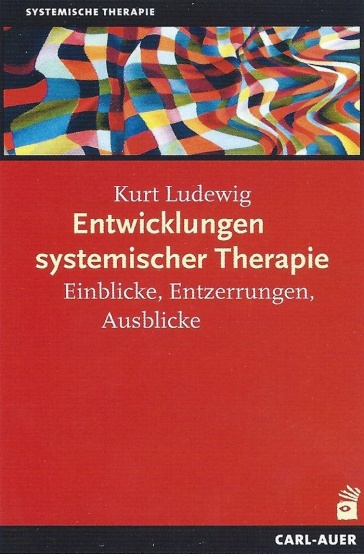 SYSTEMISCHE THERAPIE
Kurt Ludewig
Entwicklungen
systemischer Therapie
Einblicke, Entzerrungen,
Ausblicke
CARL-AUER